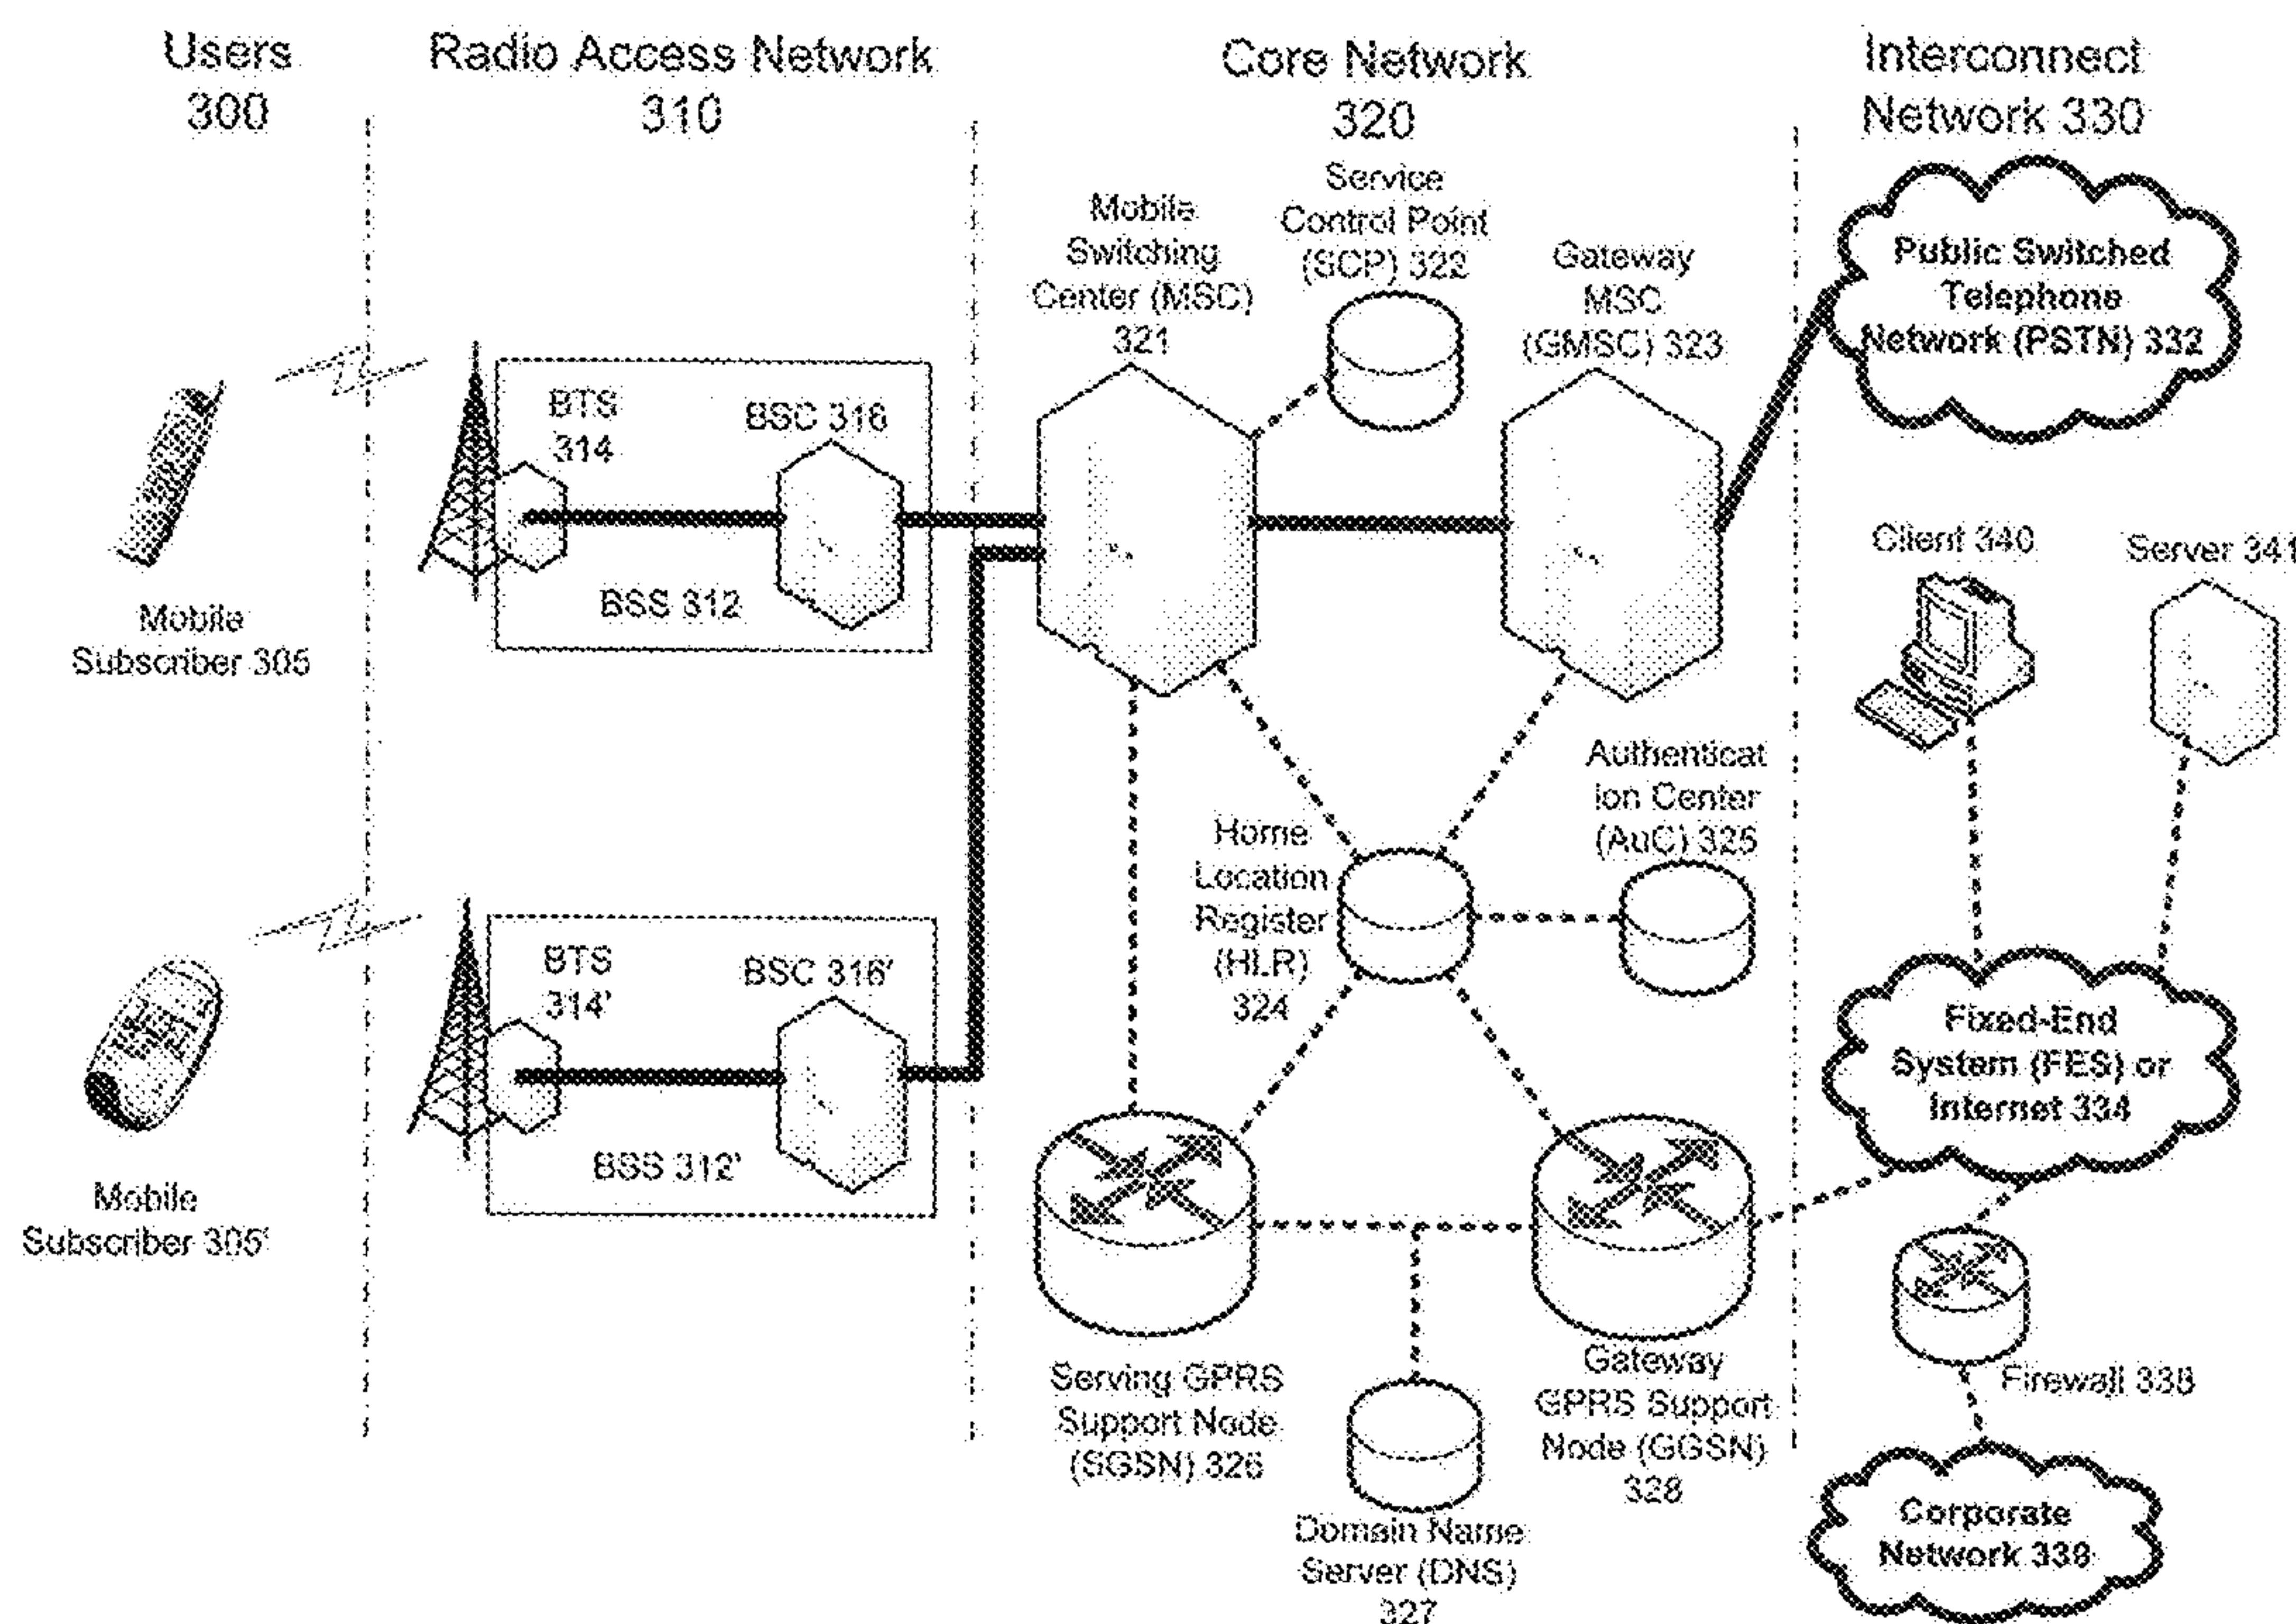 Users
300
Radio Access Network
310
Core Network
320
Interconnect
Network 330
Mobile
Switching
Center (MSC)
321
Service
Control Point
(SCP) 322
Gateway
MSC
(GMSC) 323
Public Switched
Telephone
Network (PSTN) 332
BTS
314
BSC 316
BSS 312
Mobile
Subscriber 305
Client 340
Server 341
Authenticat
ion Center
(AuC) 325
Home
Location
Register
(HLR)
324
BTS
314'
BSC 316'
BSS 312'
Mobile
Subscriber 305'
Fixed-End
System (FES) or
Internet 334
Serving GPRS
Support Node
(SGSN) 326
Gateway
GPRS Support
Node (GGSN)
328
Firewall
Domain Name
Server (DNS)
327
Corporate
Network